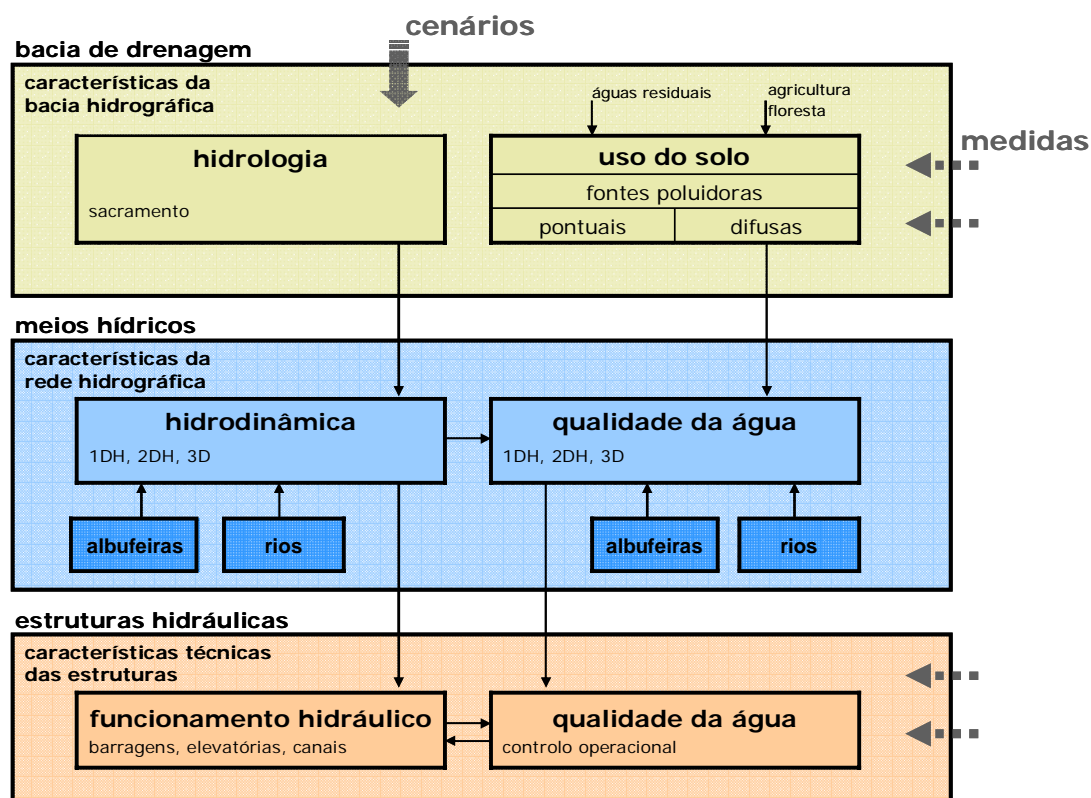 cenários
bacia de drenagem
características da
bacia hidrográfica
águas residuais
agricultura
floresta
medidas
hidrologia
sacramento
uso do solo
fontes poluidoras
pontuais
difusas
meios hídricos
características da
rede hidrográfica
hidrodinâmica
1DH, 2DH, 3D
qualidade da água
1DH, 2DH, 3D
albufeiras
rios
albufeiras
rios
estruturas hidráulicas
características técnicas
das estruturas
funcionamento hidráulico
barragens, elevatórias, canais
qualidade da água
controlo operacional